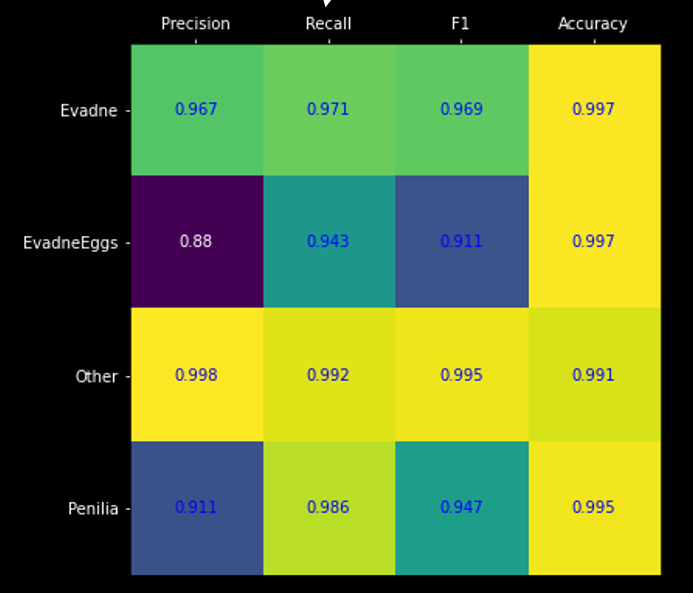 Precision Recall F1 Accuracy
Evadne 0.967 0.971 0.969 0.997
EvadneEggs 0.88 0.943 0.911 0.997
Other 0.998 0.992 0.995 0.991
Penilia 0.911 0.986 0.947 0.995